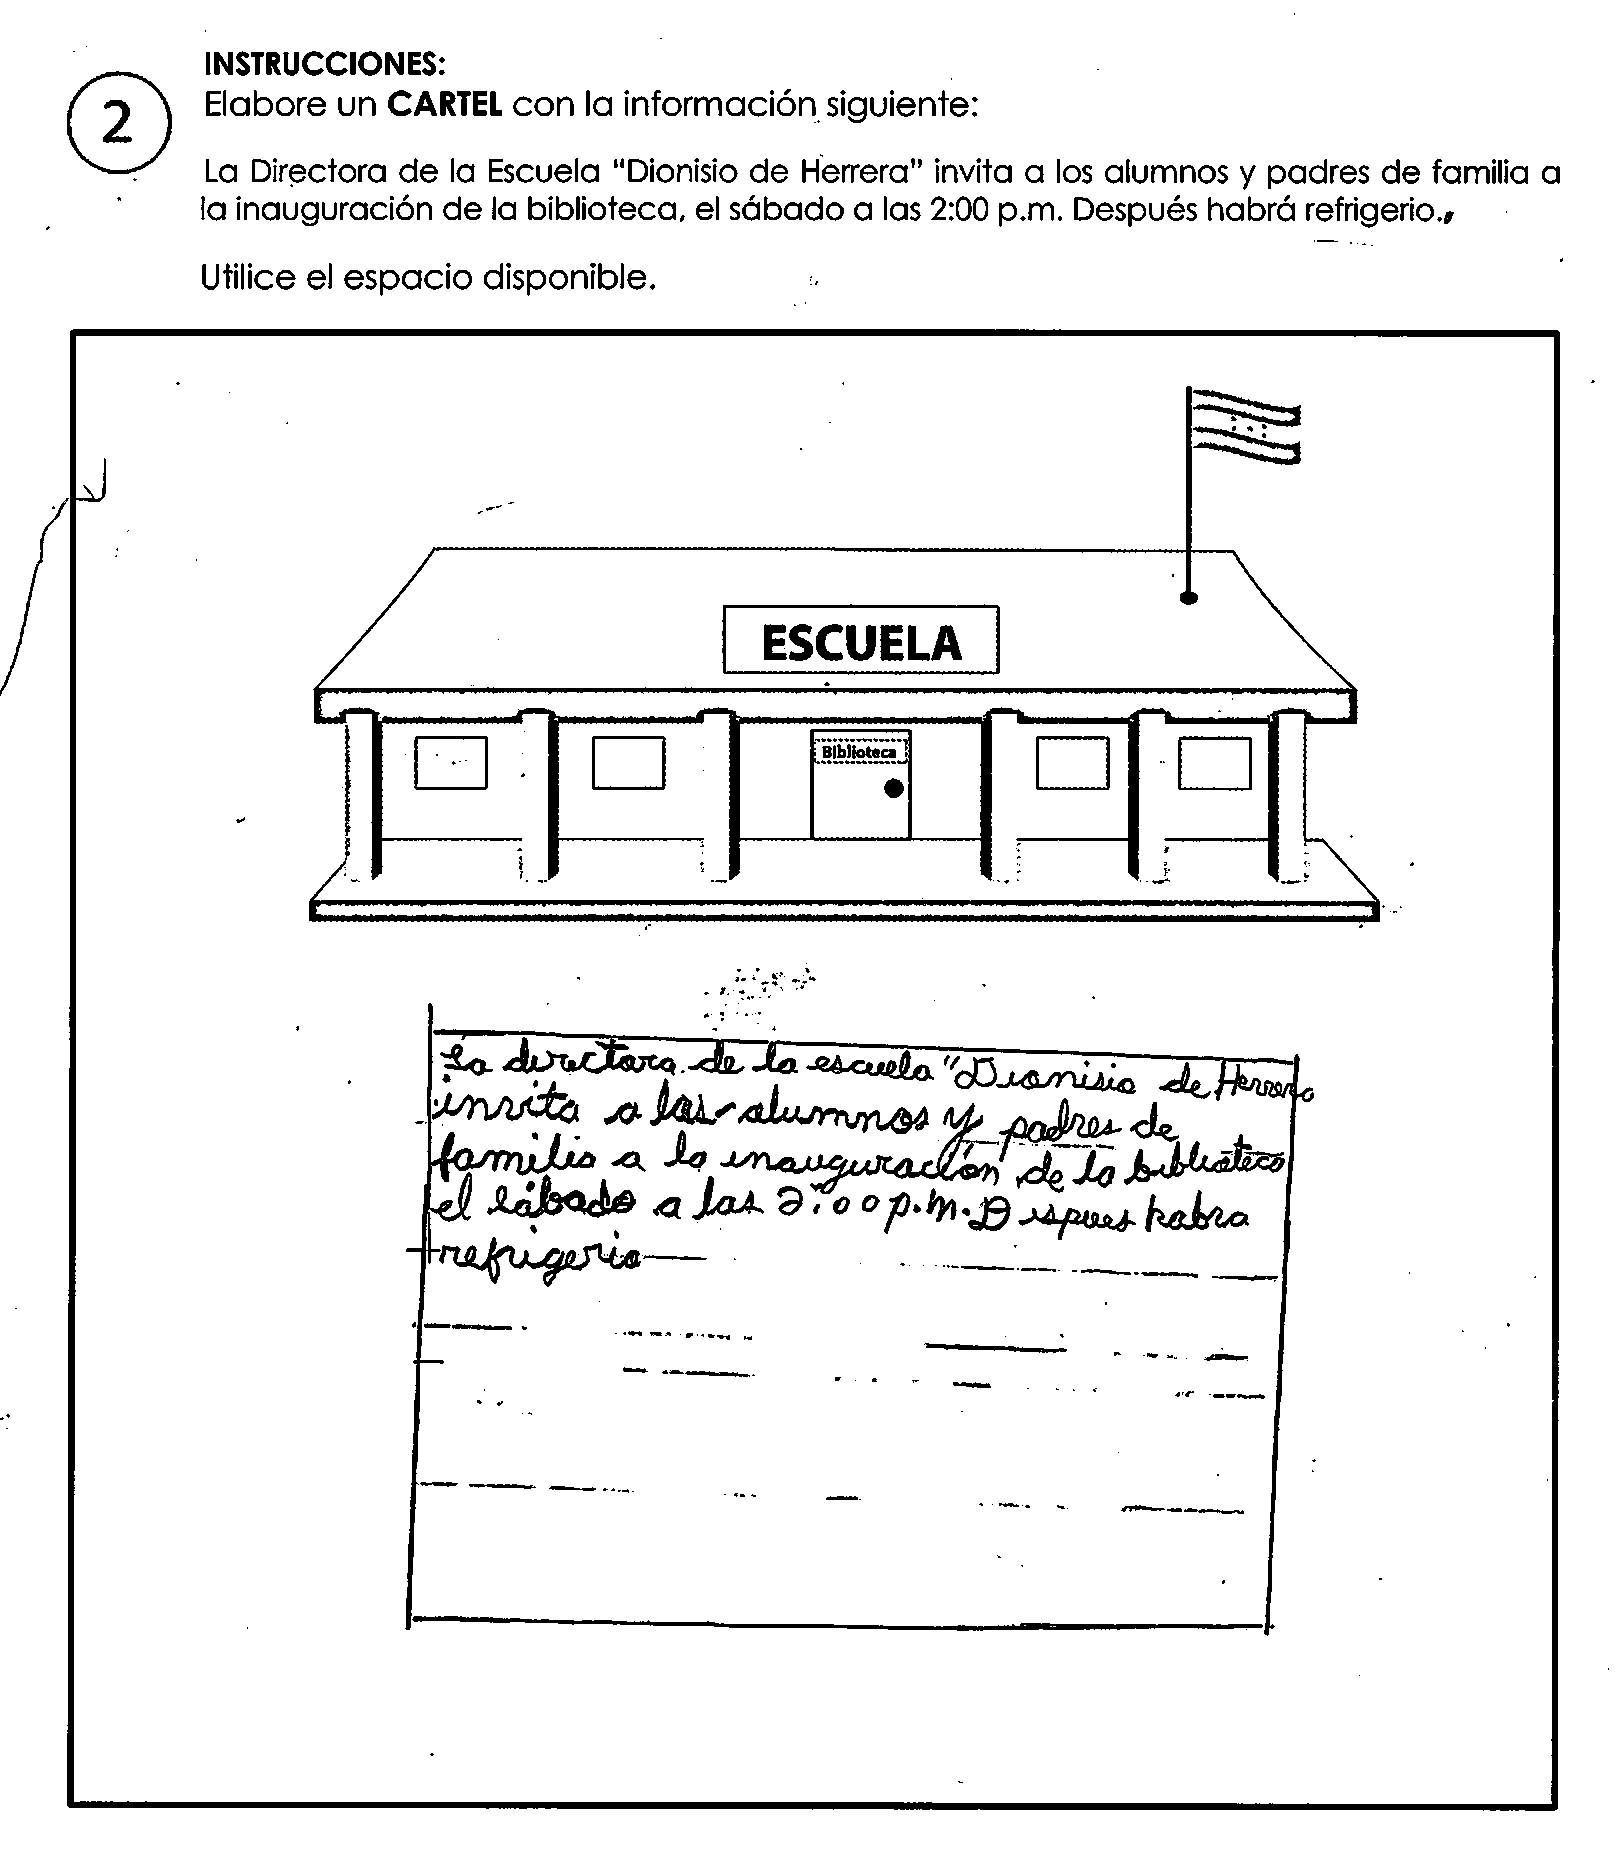 INSTRUCCIONES:
2
Elabore un CARTEL con la información siguiente:
La Directora de la Escuela "Dionisio de Herrera" invita a los alumnos y padres de familia a
la inauguración de la biblioteca, el sábado a las 2:00 p.m. Después habrá refrigerio.
Utilice el espacio disponible.
ESCUELA
Biblioteca
La directora de la escuela "Dionisio de Herrera
invita a los alumnos y padres de
familia a la inauguración de la biblioteca
el sábado a las 2:00 p.m. Dispues habra
refrigerio